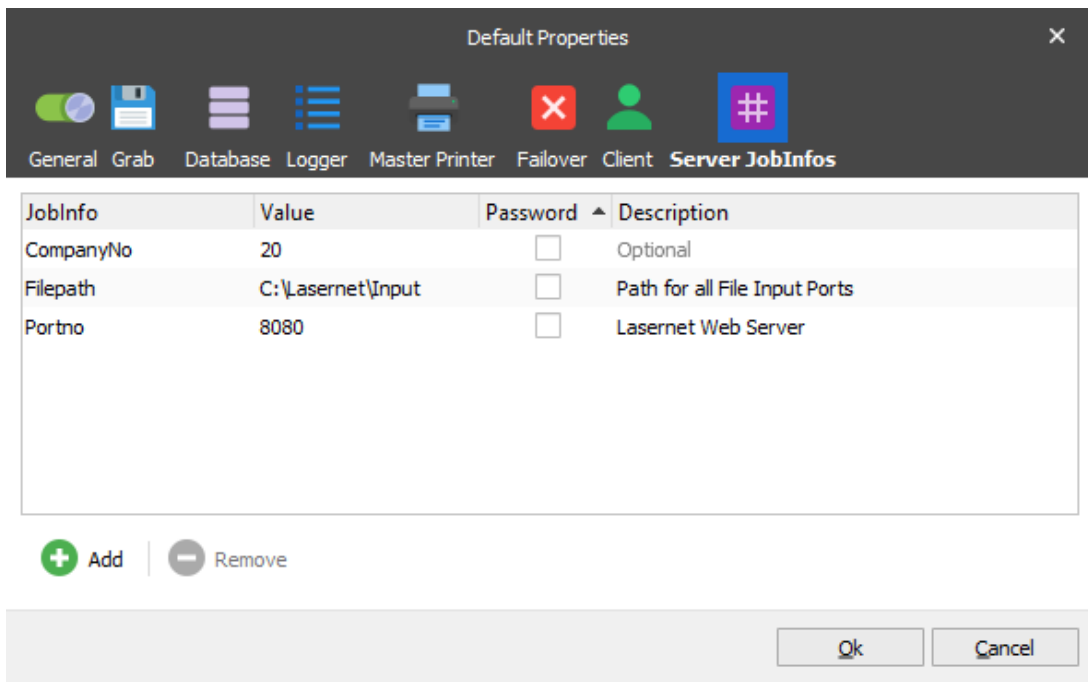 Default Properties
General Grab Database Logger Master Printer Failover Client Server JobInfos
JobInfo Value Password Description
CompanyNo 20 Optional
Filepath C:\Lasernet\Input Path for all File Input Ports
Portno 8080 Lasernet Web Server
Add Remove
Ok Cancel